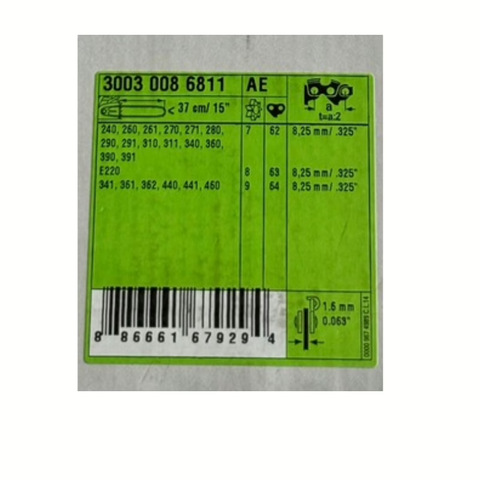 3003 008 6811 AE
< 37 cm/ 15"
a
t=a:2
240, 260, 261, 270, 271, 280, 7 62 8,25 mm/ .325"
290, 291, 310, 311, 340, 360,
390, 391
E220 8 63 8,25 mm/ .325"
341, 361, 362, 440, 441, 460 9 64 8,25 mm/ .325"
1.6 mm
0.063"
8 86661 67929 4